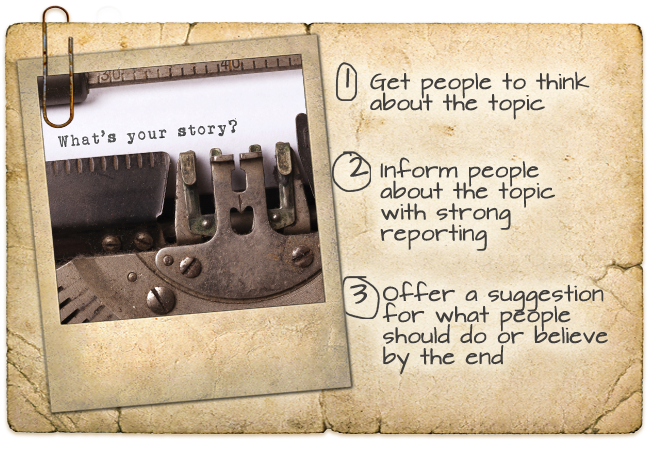 30
40
What's your story?
1 Get people to think
about the topic
2 Inform people
about the topic
with strong
reporting
3 Offer a suggestion
for what people
should do or believe
by the end